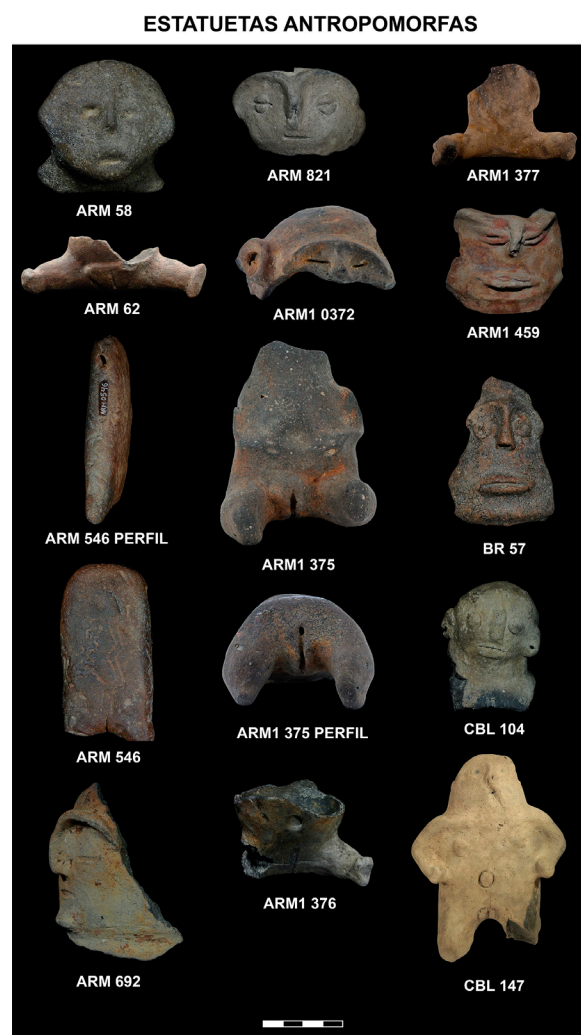 ESTATUETAS ANTROPOMORFAS
ARM 58
ARM 821
ARM1 377
ARM 62
ARM1 0372
ARM1 459
ARM 546 PERFIL
ARM1 375
BR 57
ARM 546
ARM1 375 PERFIL
CBL 104
ARM 692
ARM1 376
CBL 147